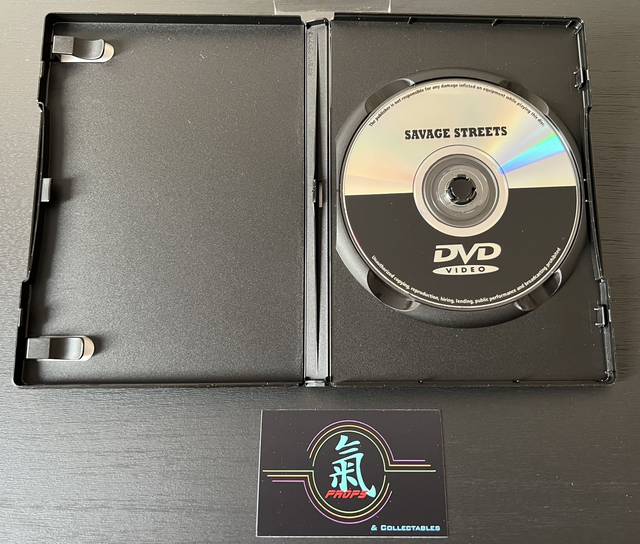 The publisher is not responsible for any damage inflicted on equipment while playing this disc.
SAVAGE STREETS
DVD
VIDEO
Unauthorized copying, reproduction, hiring, lending, public performance and broadcasting prohibited
氣
PROPS
& COLLECTABLES